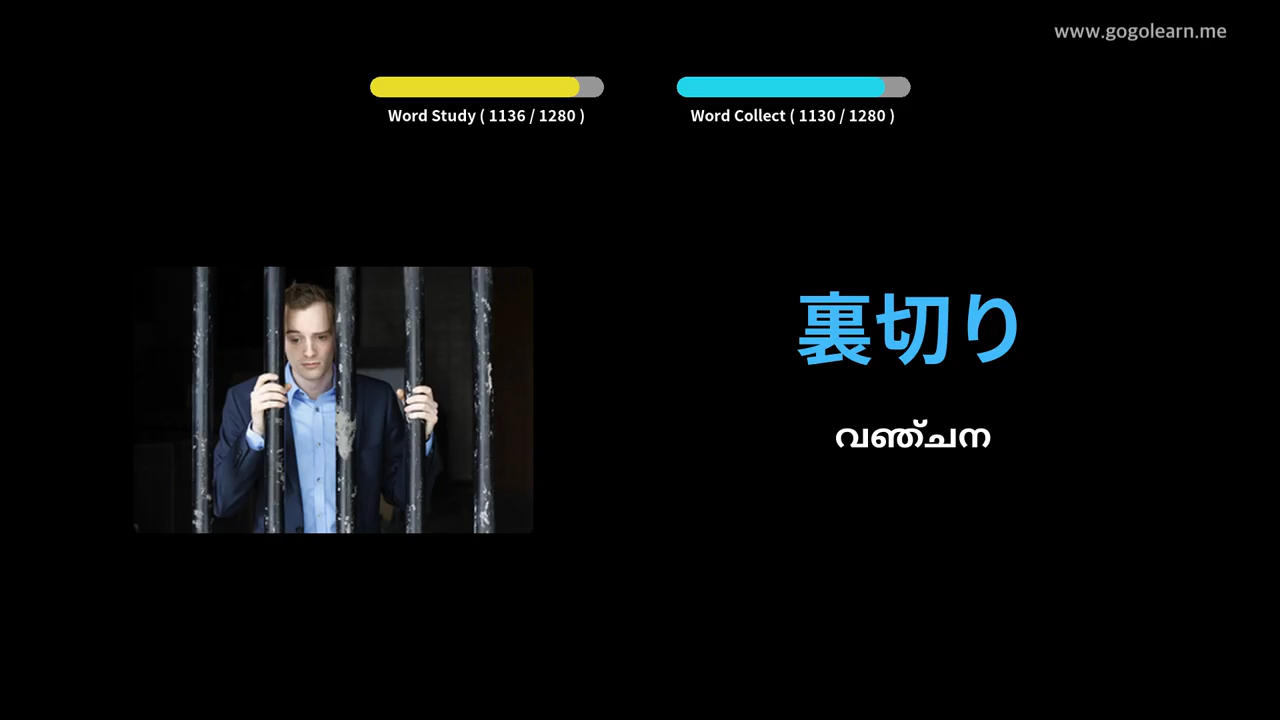 www.gogolearn.me
Word Study ( 1136 / 1280 )
Word Collect ( 1130 / 1280 )
裏切り
വഞ്ചന